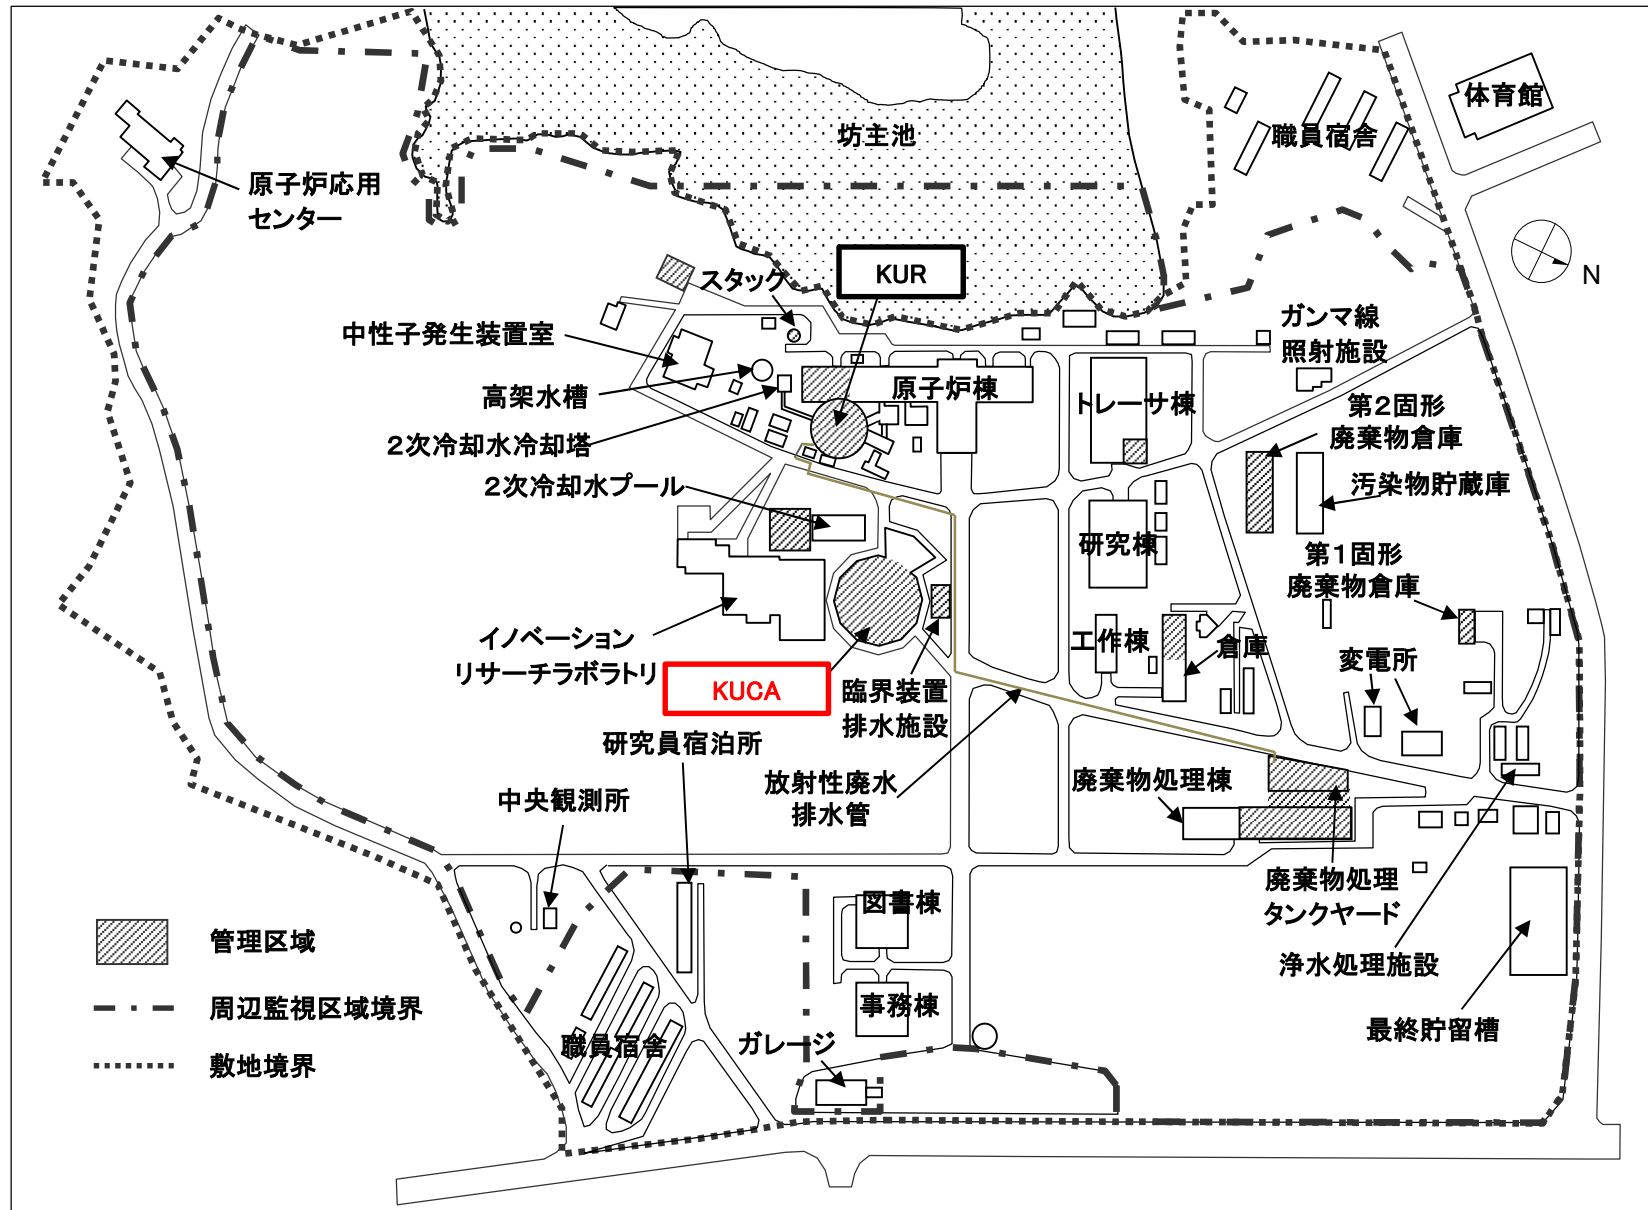 体育館
坊主池
職員宿舎
原子炉応用
センター
KUR
スタック
N
中性子発生装置室
ガンマ線
照射施設
高架水槽
原子炉棟
トレーサ棟
第2固形
廃棄物倉庫
2次冷却水冷却塔
2次冷却水プール
汚染物貯蔵庫
研究棟
第1固形
廃棄物倉庫
イノベーション
リサーチラボラトリ
工作棟
倉庫
変電所
KUCA
臨界装置
排水施設
研究員宿泊所
放射性廃水
排水管
廃棄物処理棟
中央観測所
廃棄物処理
タンクヤード
図書棟
管理区域
浄水処理施設
周辺監視区域境界
事務棟
最終貯留槽
職員宿舎
ガレージ
敷地境界